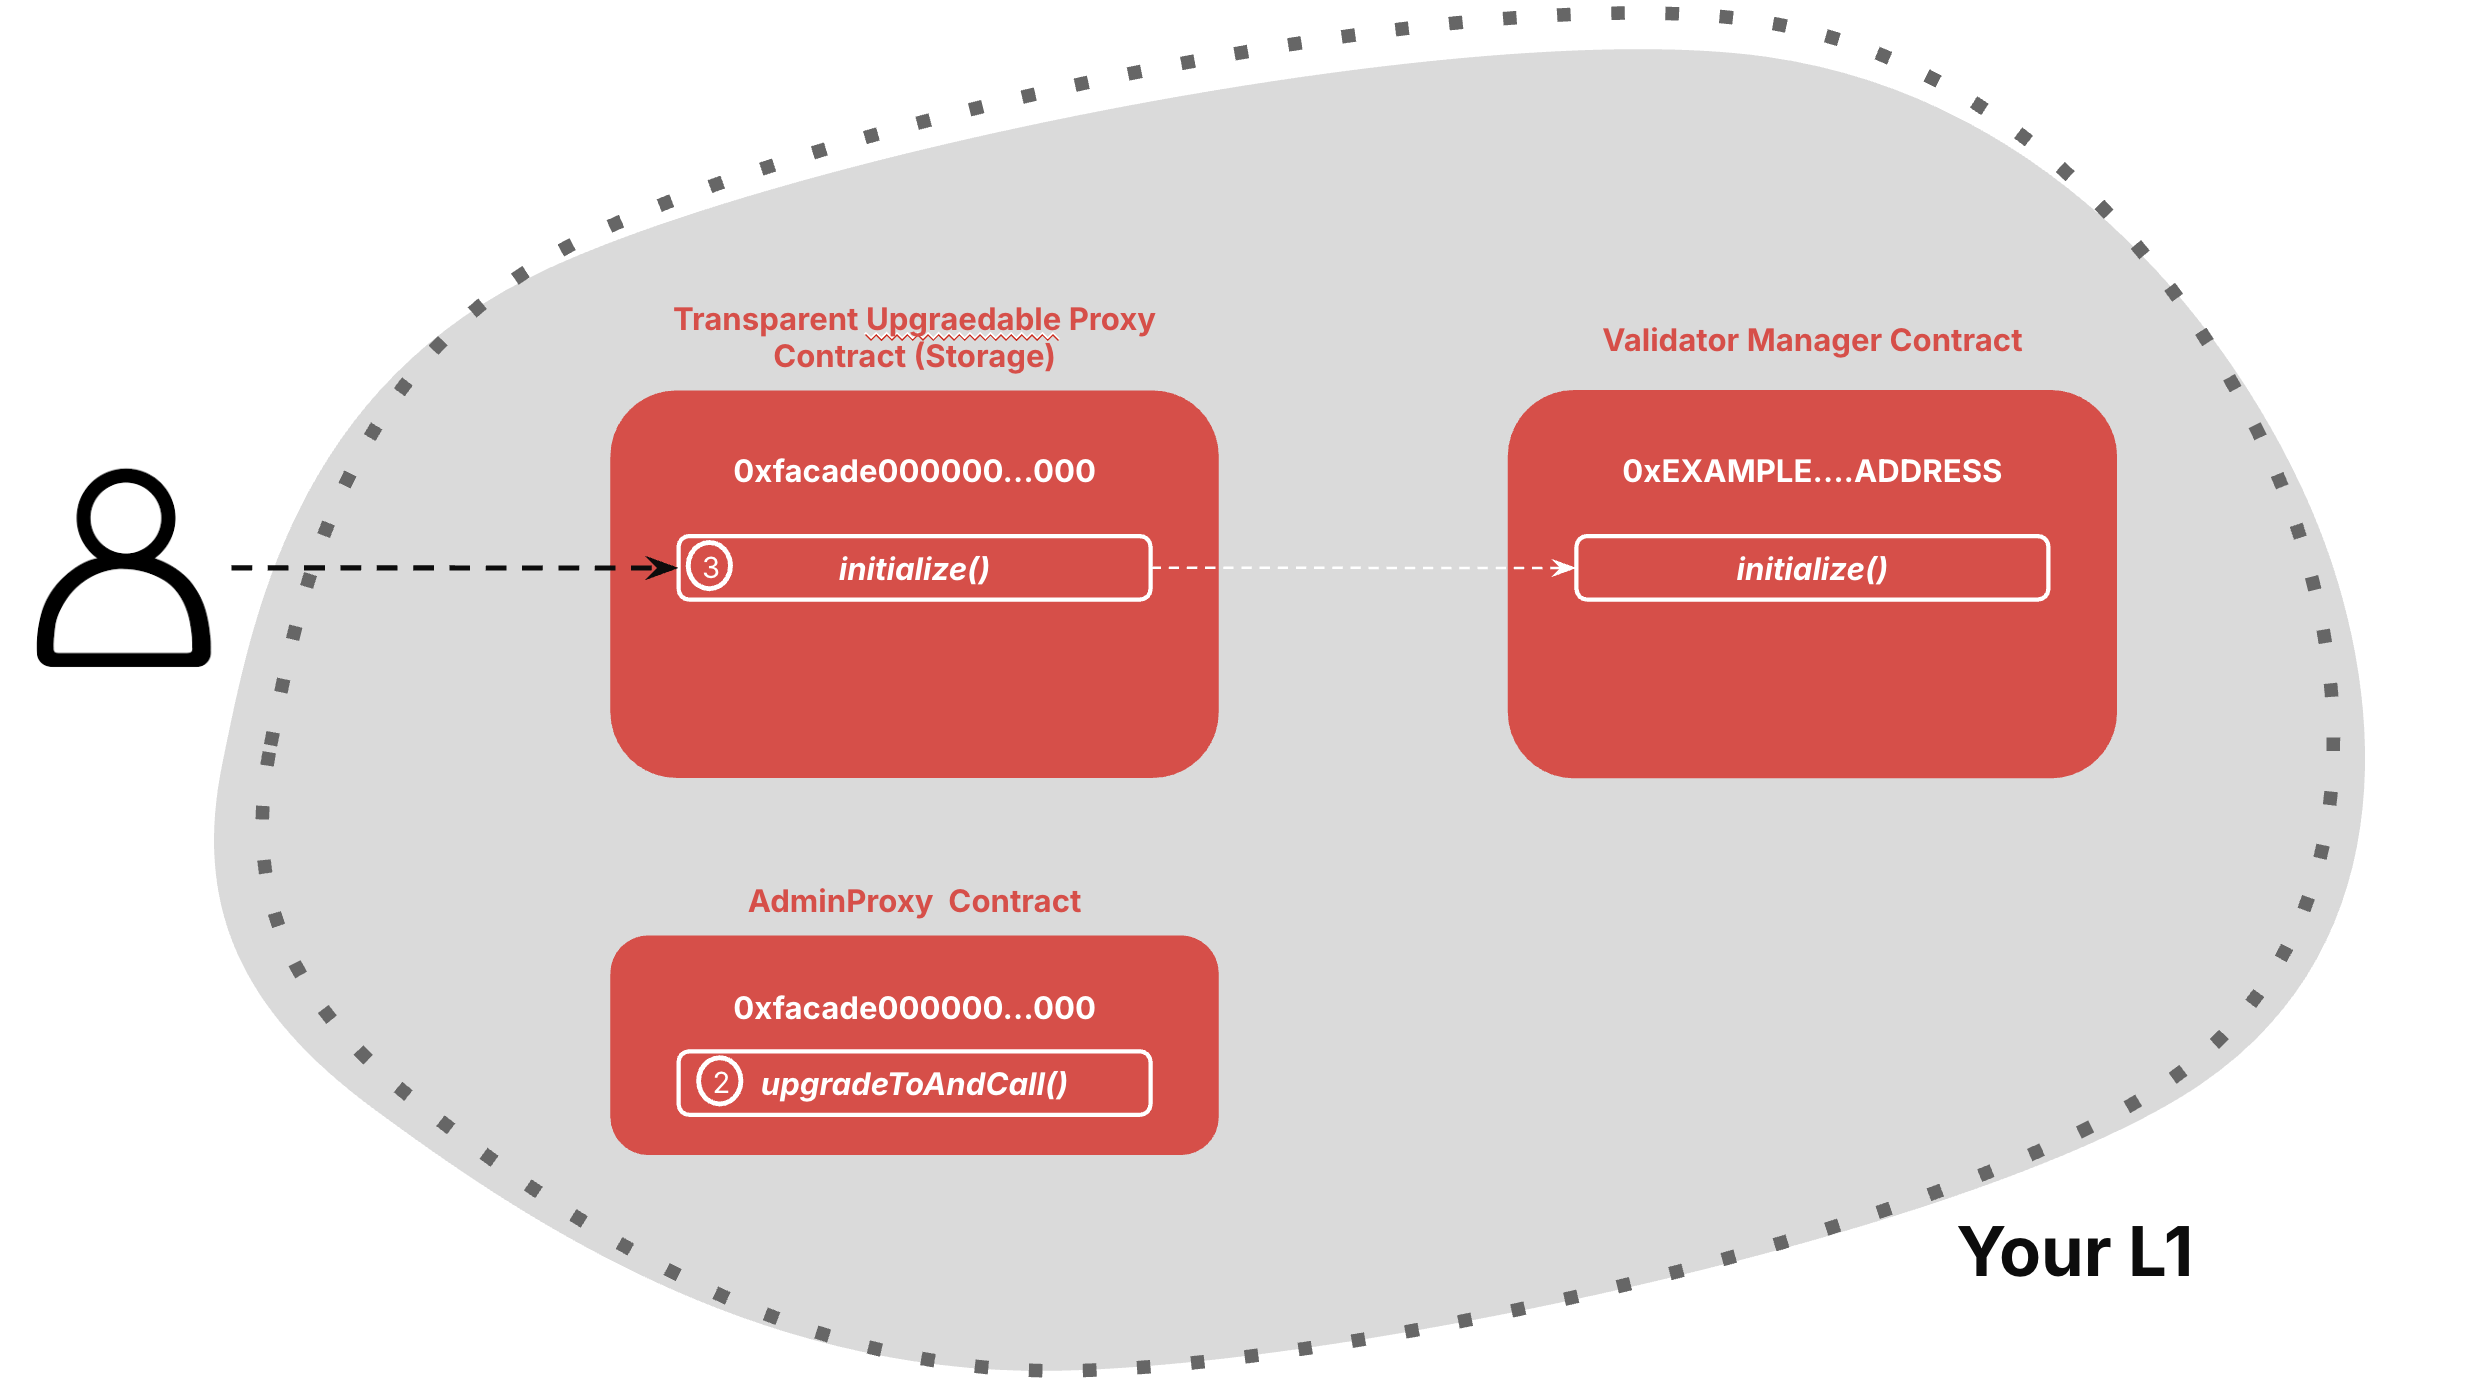 Transparent Upgraedable Proxy
Contract (Storage)
Validator Manager Contract
0xfacade000000...000
0xEXAMPLE....ADDRESS
3 initialize()
initialize()
AdminProxy  Contract
0xfacade000000...000
2 upgradeToAndCall()
Your L1